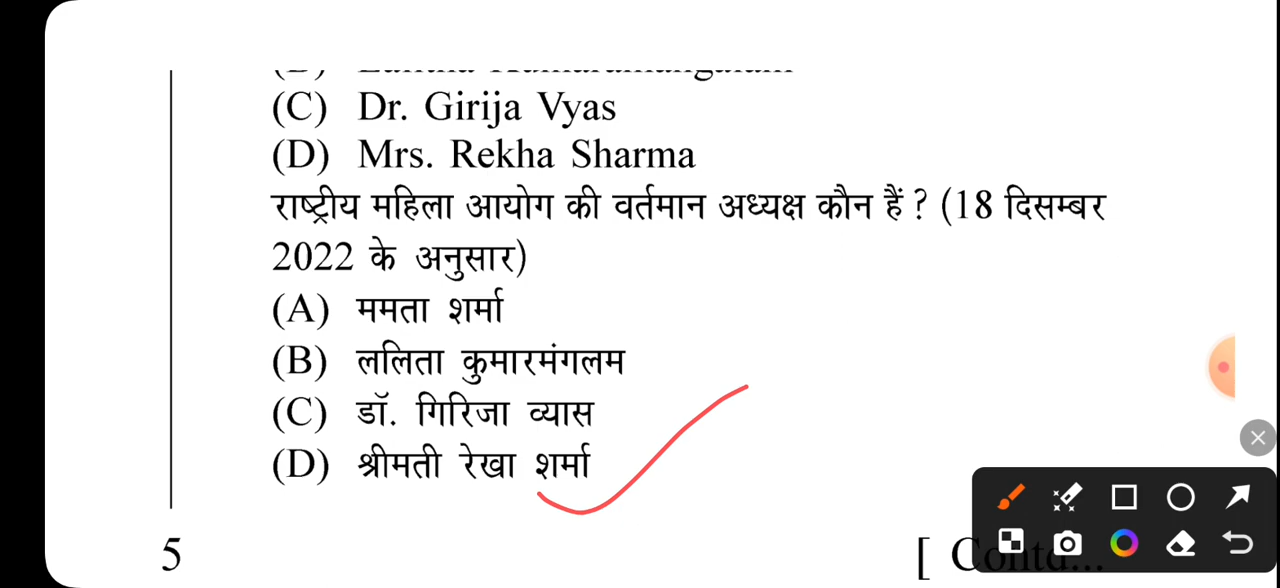 (C) Dr. Girija Vyas
(D) Mrs. Rekha Sharma
राष्ट्रीय महिला आयोग की वर्तमान अध्यक्ष कौन हैं ? (18 दिसम्बर
2022 के अनुसार)
(A) ममता शर्मा
(B) ललिता कुमारमंगलम
(C) डॉ. गिरिजा व्यास
(D) श्रीमती रेखा शर्मा
5 [ Contd...